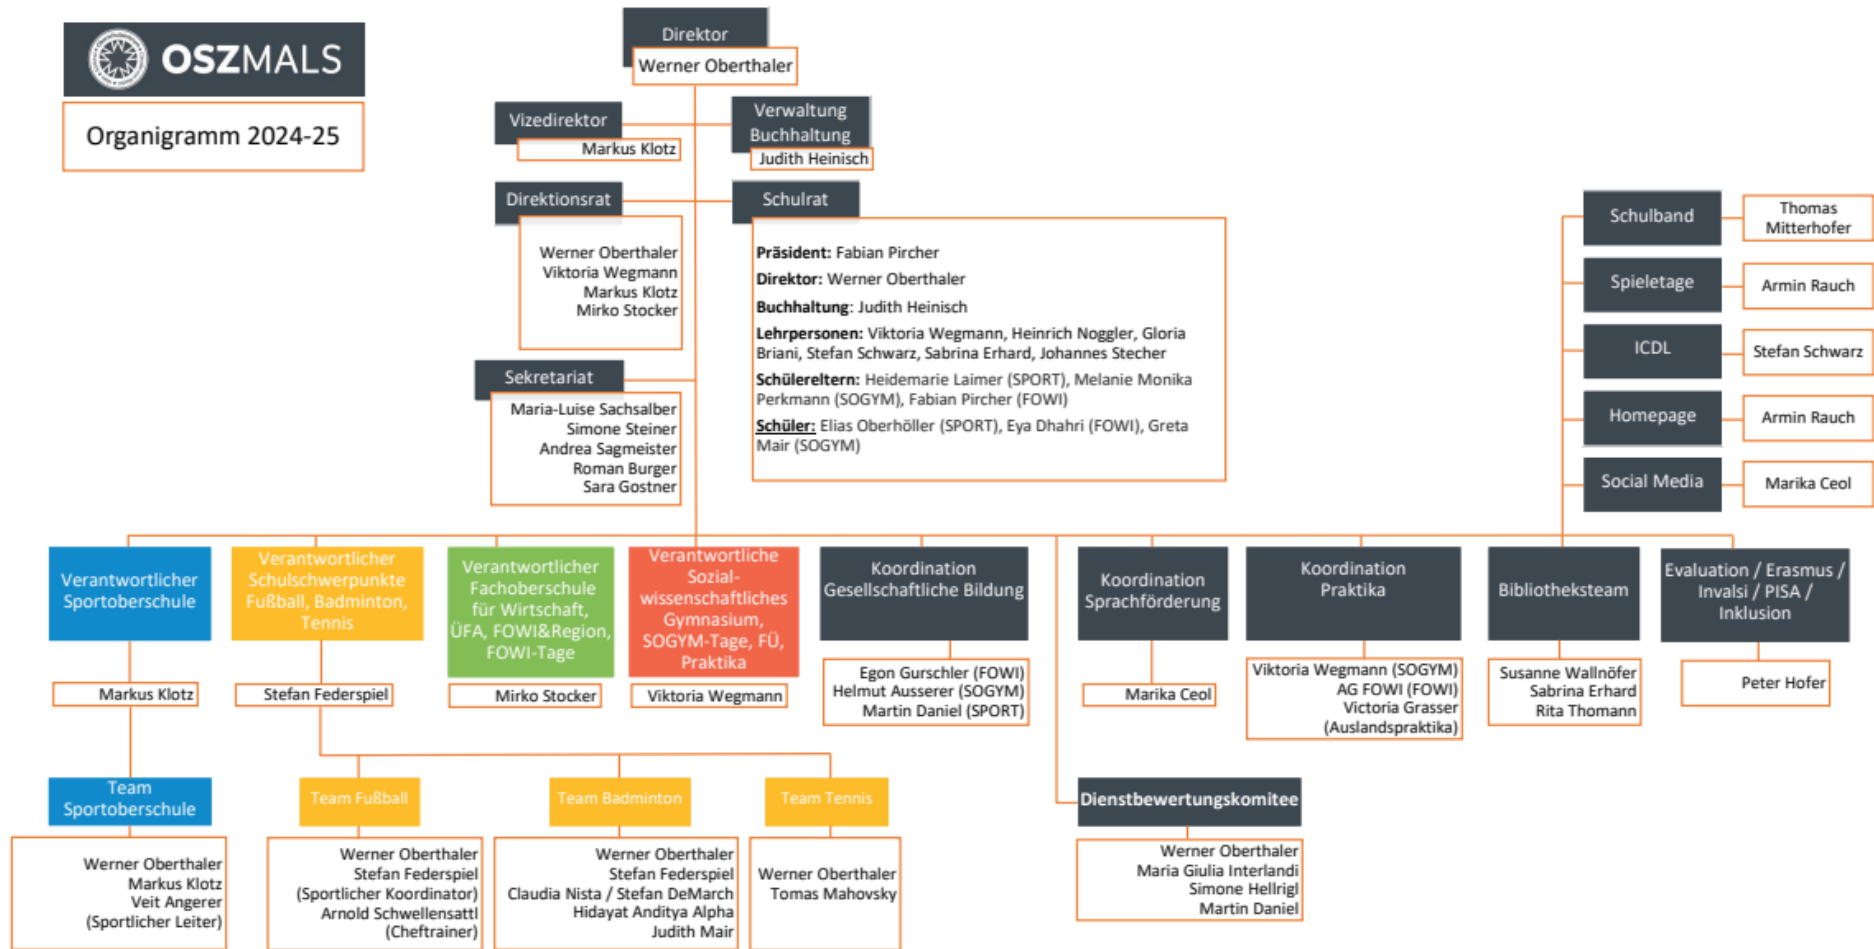 OSZMALS
Organigramm 2024-25
Direktor
Werner Oberthaler
Vizedirektor
Markus Klotz
Verwaltung
Buchhaltung
Judith Heinisch
Direktionsrat
Werner Oberthaler
Viktoria Wegmann
Markus Klotz
Mirko Stocker
Schulrat
Präsident: Fabian Pircher
Direktor: Werner Oberthaler
Buchhaltung: Judith Heinisch
Lehrpersonen: Viktoria Wegmann, Heinrich Noggler, Gloria
Briani, Stefan Schwarz, Sabrina Erhard, Johannes Stecher
Schülereltern: Heidemarie Laimer (SPORT), Melanie Monika
Perkmann (SOGYM), Fabian Pircher (FOWI)
Schüler: Elias Oberhöller (SPORT), Eya Dhahri (FOWI), Greta
Mair (SOGYM)
Sekretariat
Maria-Luise Sachsalber
Simone Steiner
Andrea Sagmeister
Roman Burger
Sara Gostner
Schulband
Thomas
Mitterhofer
Spieletage
Armin Rauch
ICDL
Stefan Schwarz
Homepage
Armin Rauch
Social Media
Marika Ceol
Verantwortlicher
Sportoberschule
Markus Klotz
Verantwortlicher
Schulschwerpunkte
Fußball, Badminton,
Tennis
Stefan Federspiel
Verantwortlicher
Fachoberschule
für Wirtschaft,
ÜFA, FOWI&Region,
FOWI-Tage
Mirko Stocker
Verantwortliche
Sozial-
wissenschaftliches
Gymnasium,
SOGYM-Tage, FÜ,
Praktika
Viktoria Wegmann
Koordination
Gesellschaftliche Bildung
Egon Gurschler (FOWI)
Helmut Ausserer (SOGYM)
Martin Daniel (SPORT)
Koordination
Sprachförderung
Marika Ceol
Koordination
Praktika
Viktoria Wegmann (SOGYM)
AG FOWI (FOWI)
Victoria Grasser
(Auslandspraktika)
Bibliotheksteam
Susanne Wallnöfer
Sabrina Erhard
Rita Thomann
Evaluation / Erasmus /
Invalsi / PISA /
Inklusion
Peter Hofer
Team
Sportoberschule
Werner Oberthaler
Markus Klotz
Veit Angerer
(Sportlicher Leiter)
Team Fußball
Werner Oberthaler
Stefan Federspiel
(Sportlicher Koordinator)
Arnold Schwellensattl
(Cheftrainer)
Team Badminton
Werner Oberthaler
Stefan Federspiel
Claudia Nista / Stefan DeMarch
Hidayat Anditya Alpha
Judith Mair
Team Tennis
Werner Oberthaler
Tomas Mahovsky
Dienstbewertungskomitee
Werner Oberthaler
Maria Giulia Interlandi
Simone Hellrigl
Martin Daniel